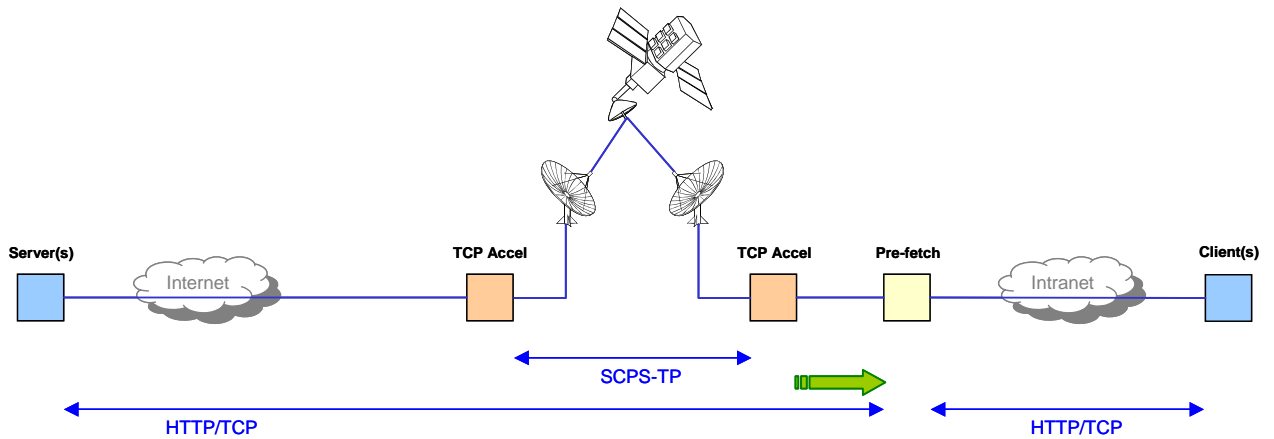 Server(s)
Internet
TCP Accel
TCP Accel
Pre-fetch
Intranet
Client(s)
SCPS-TP
HTTP/TCP
HTTP/TCP